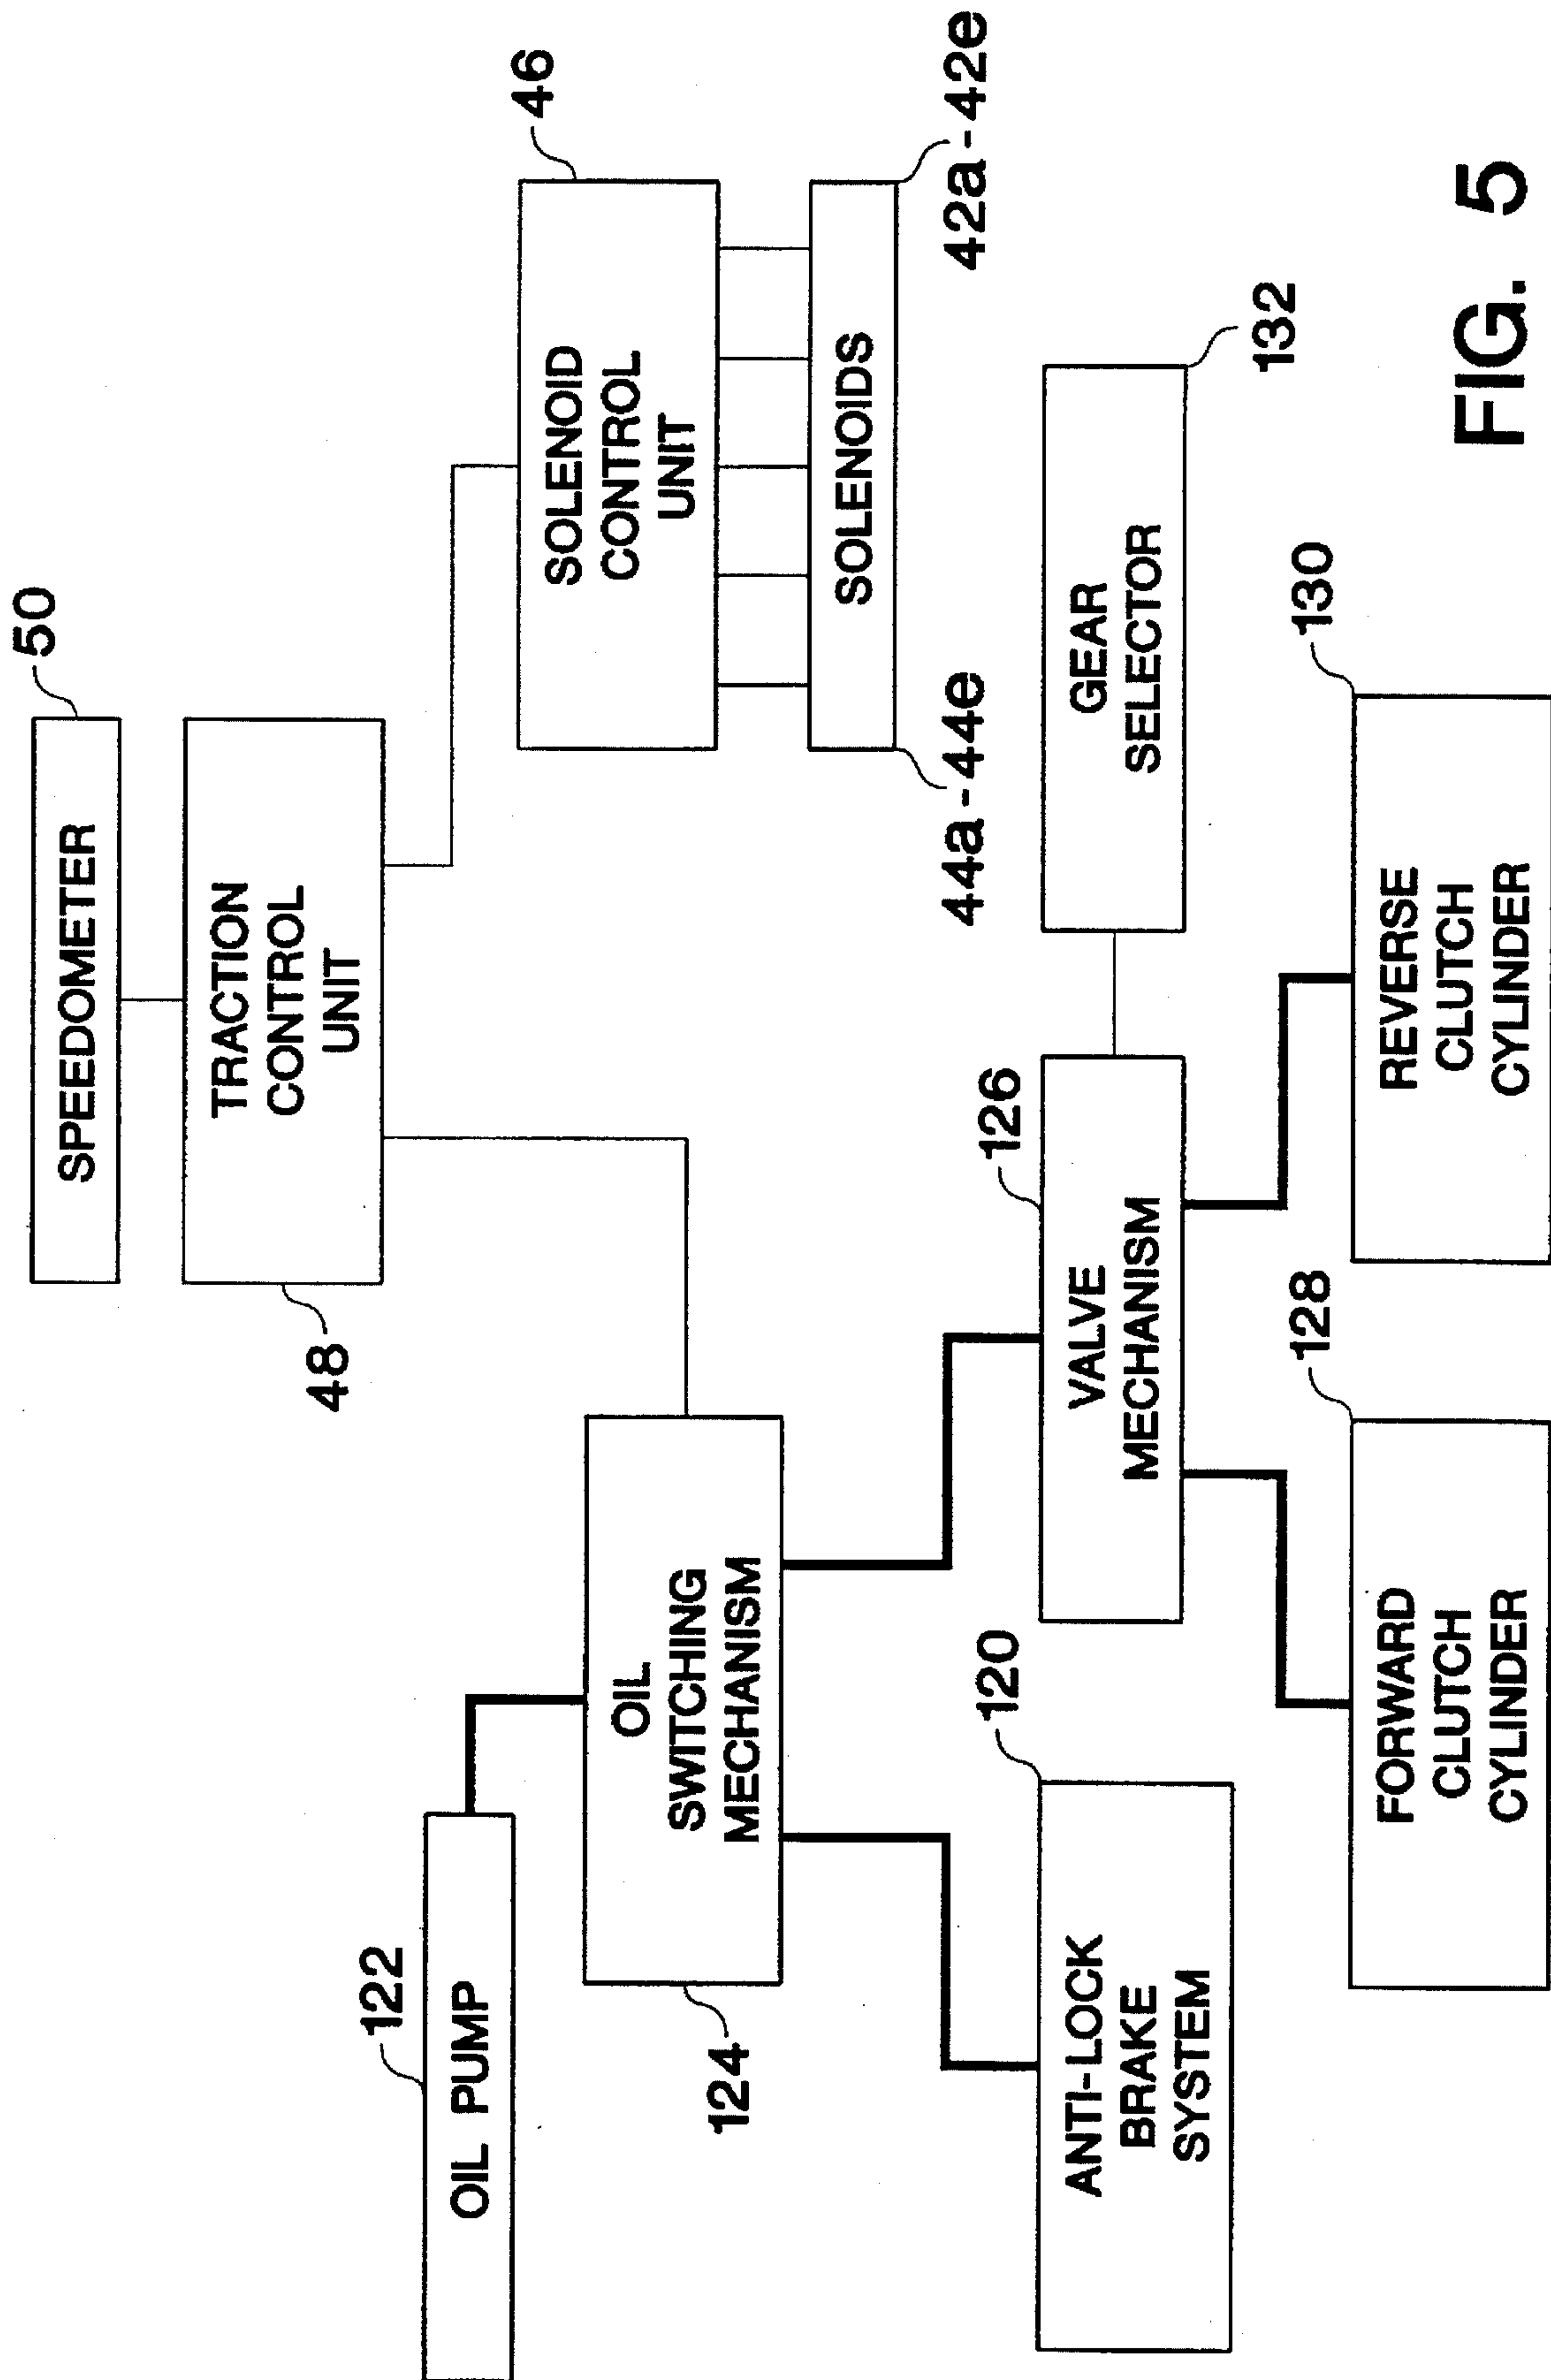 50
SPEEDOMETER
TRACTION
CONTROL
UNIT
48
46
SOLENOID
CONTROL
UNIT
SOLENOIDS
44a-44e
42a-42e
122
OIL PUMP
OIL
SWITCHING
MECHANISM
124
120
ANTI-LOCK
BRAKE
SYSTEM
126
VALVE
MECHANISM
GEAR
SELECTOR
132
128
FORWARD
CLUTCH
CYLINDER
130
REVERSE
CLUTCH
CYLINDER
FIG. 5